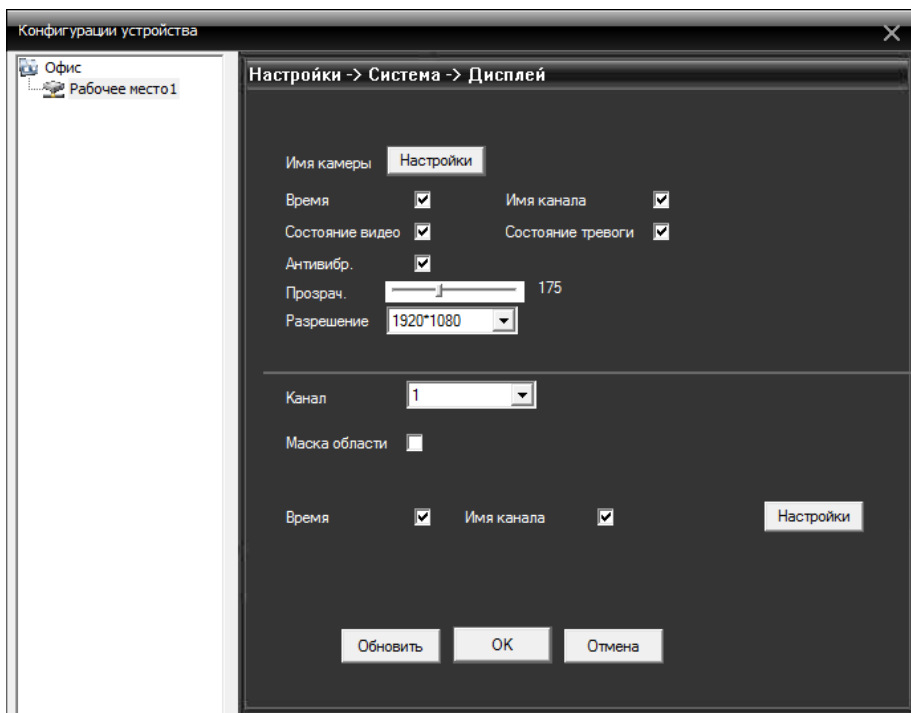 Конфигурации устройства
Офис
Рабочее место1
Настройки -> Система -> Дисплей
Имя камеры Настройки
Время Имя канала
Состояние видео Состояние тревоги
Антивибр.
Прозрач. 175
Разрешение 1920*1080
Канал 1
Маска области
Время Имя канала Настройки
Обновить OK Отмена